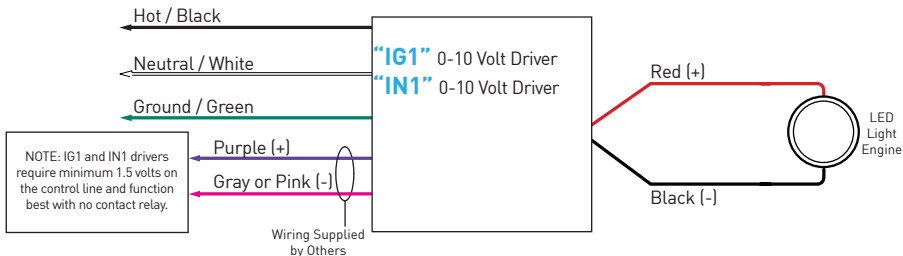 Hot / Black
Neutral / White
Ground / Green
NOTE: IG1 and IN1 drivers
require minimum 1.5 volts on
the control line and function
best with no contact relay.
Purple (+)
Gray or Pink (-)
Wiring Supplied
by Others
“IG1” 0-10 Volt Driver
“IN1” 0-10 Volt Driver
Red (+)
Black (-)
LED
Light
Engine